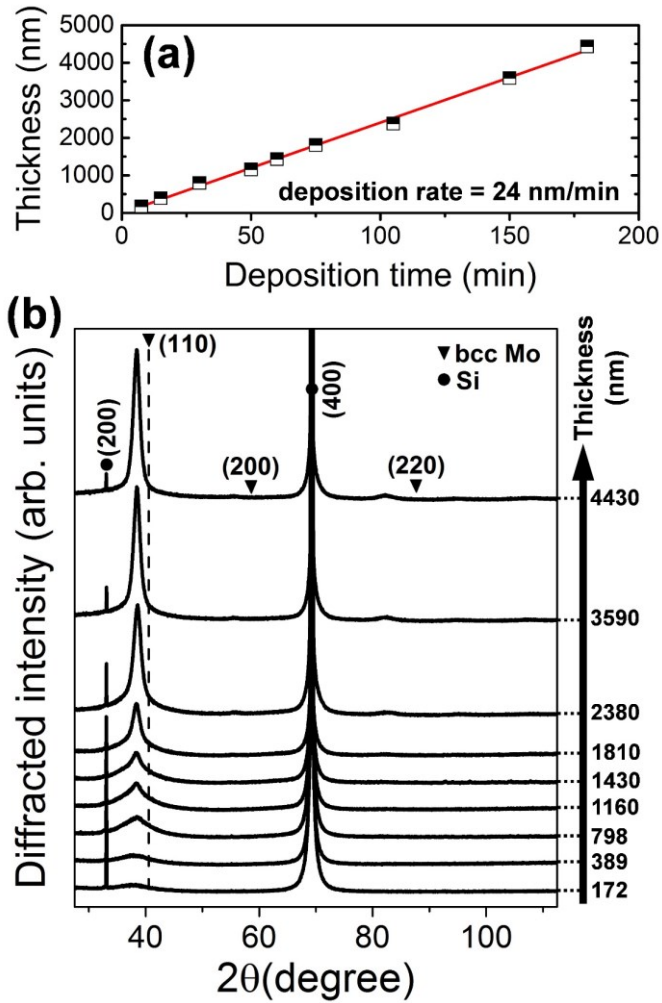 (a)
Thickness (nm)
5000
4000
3000
2000
1000
0
deposition rate = 24 nm/min
0 50 100 150 200
Deposition time (min)
(b)
Diffracted intensity (arb. units)
▼(110)
▼ bcc Mo
● Si
(200)
(400)
(200)
(220)
Thickness
(nm)
4430
3590
2380
1810
1430
1160
798
389
172
40 60 80 100
2θ(degree)